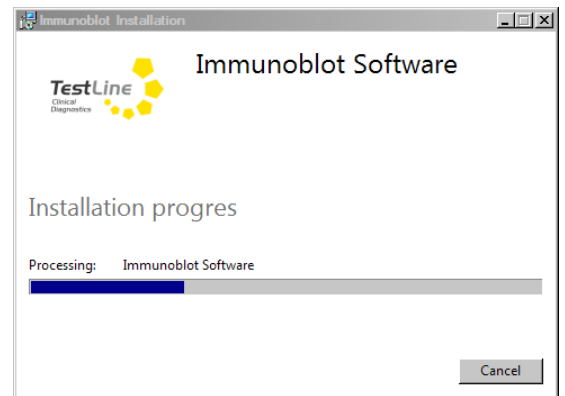 Immunoblot Installation
Immunoblot Software
TestLine
Clinical
Diagnostics
Installation progres
Processing: Immunoblot Software
Cancel